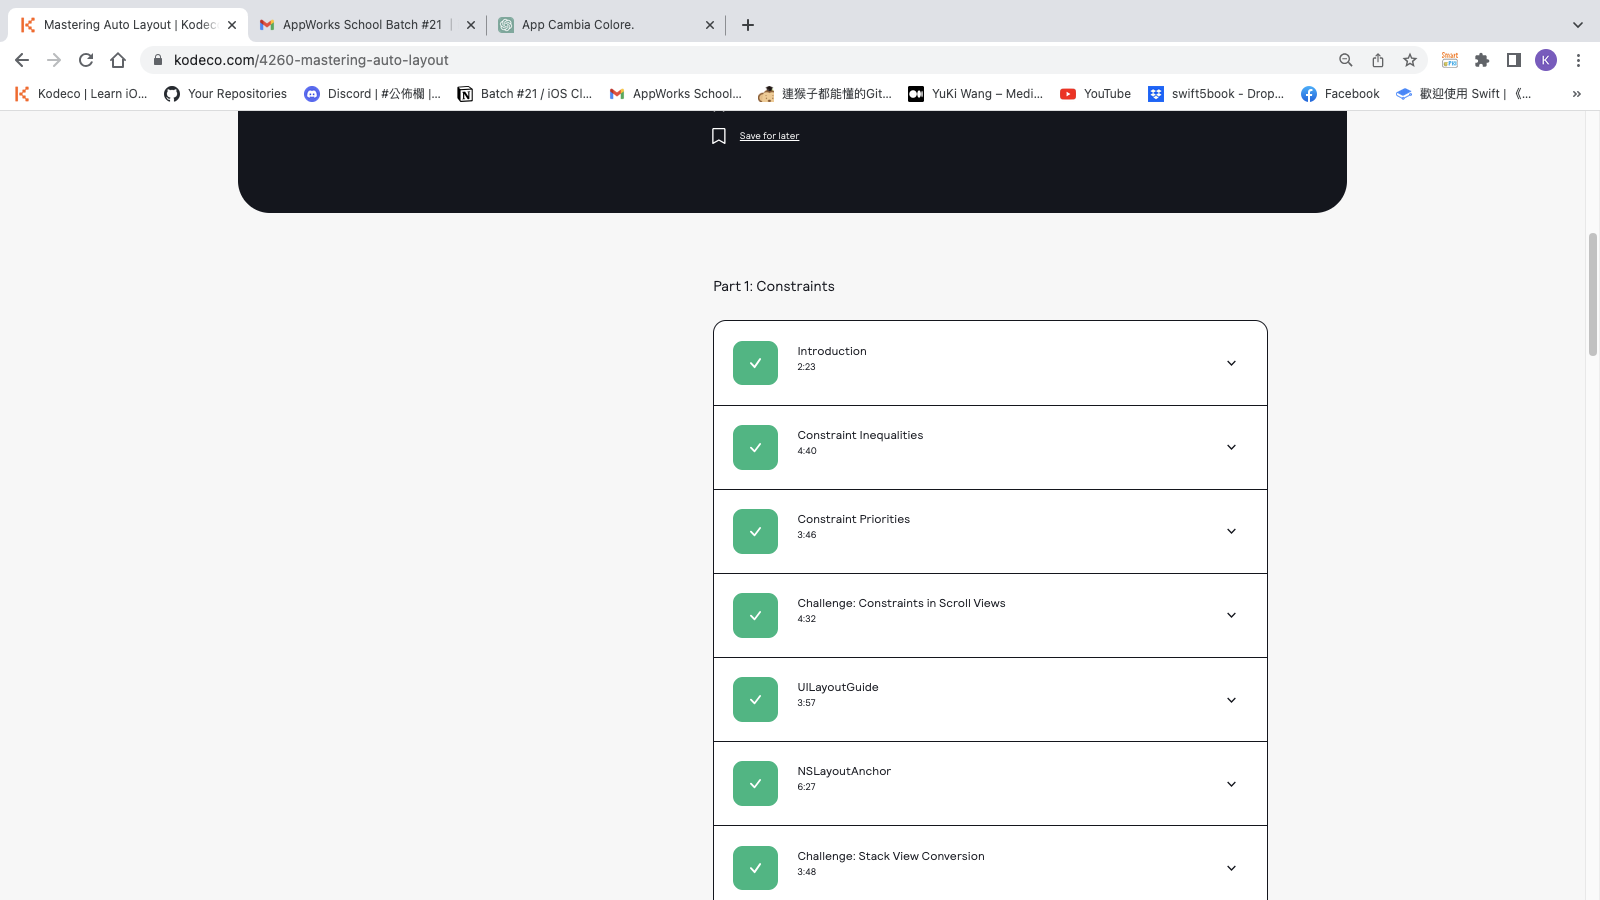 Mastering Auto Layout | Kodec
AppWorks School Batch #21 |
App Cambia Colore.
kodeco.com/4260-mastering-auto-layout
Smart
K
Kodeco | Learn iO...
Your Repositories
Discord | #公佈欄 |...
Batch #21 / iOS Cl...
AppWorks School...
連猴子都能懂的Git...
YuKi Wang – Medi...
YouTube
swift5book - Drop...
Facebook
歡迎使用 Swift | 《...
»
Save for later
Part 1: Constraints
Introduction
2:23
Constraint Inequalities
4:40
Constraint Priorities
3:46
Challenge: Constraints in Scroll Views
4:32
UILayoutGuide
3:57
NSLayoutAnchor
6:27
Challenge: Stack View Conversion
3:48